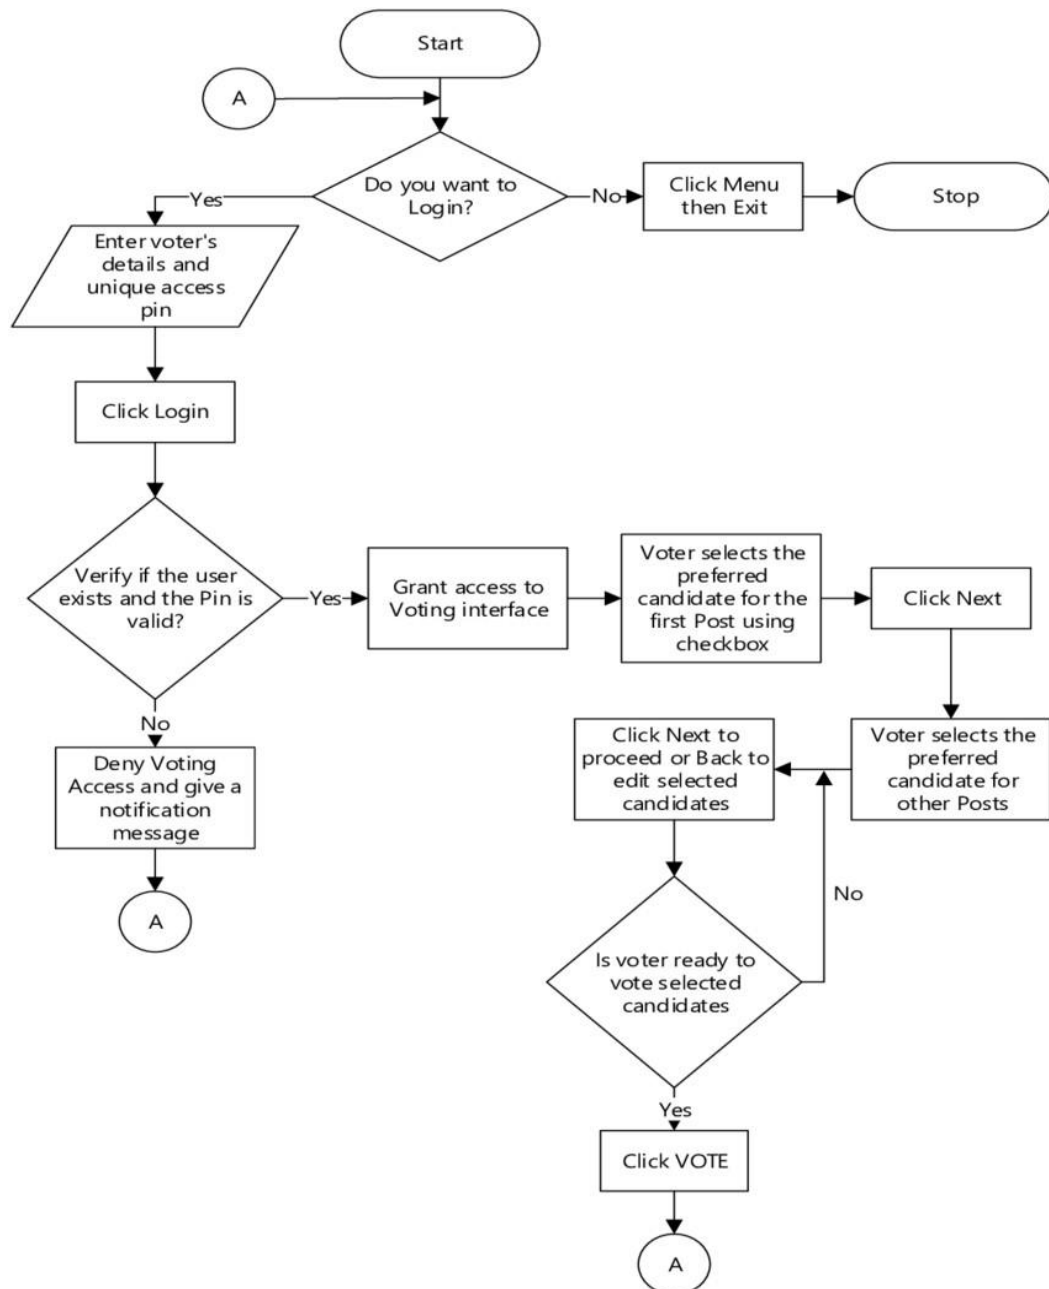 Start
A
Do you want to
Login?
Yes
No
Click Menu
then Exit
Stop
Enter voter's
details and
unique access
pin
Click Login
Verify if the user
exists and the Pin is
valid?
Yes
Grant access to
Voting interface
Voter selects the
preferred
candidate for the
first Post using
checkbox
Click Next
No
Deny Voting
Access and give a
notification
message
A
Voter selects the
preferred
candidate for
other Posts
Click Next to
proceed or Back to
edit selected
candidates
No
Is voter ready to
vote selected
candidates
Yes
Click VOTE
A